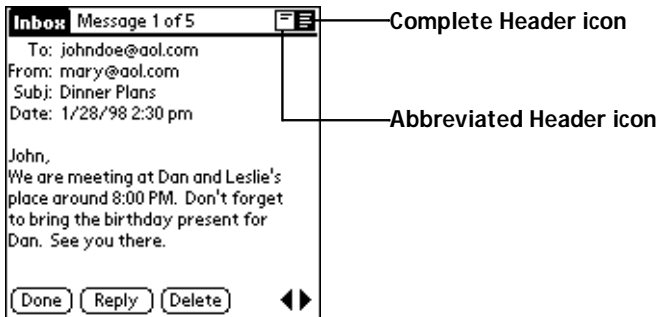 Inbox Message 1 of 5
Complete Header icon
To: johndoe@aol.com
From: mary@aol.com
Subj: Dinner Plans
Date: 1/28/98 2:30 pm
Abbreviated Header icon
John,
We are meeting at Dan and Leslie's
place around 8:00 PM. Don't forget
to bring the birthday present for
Dan. See you there.
Done Reply Delete